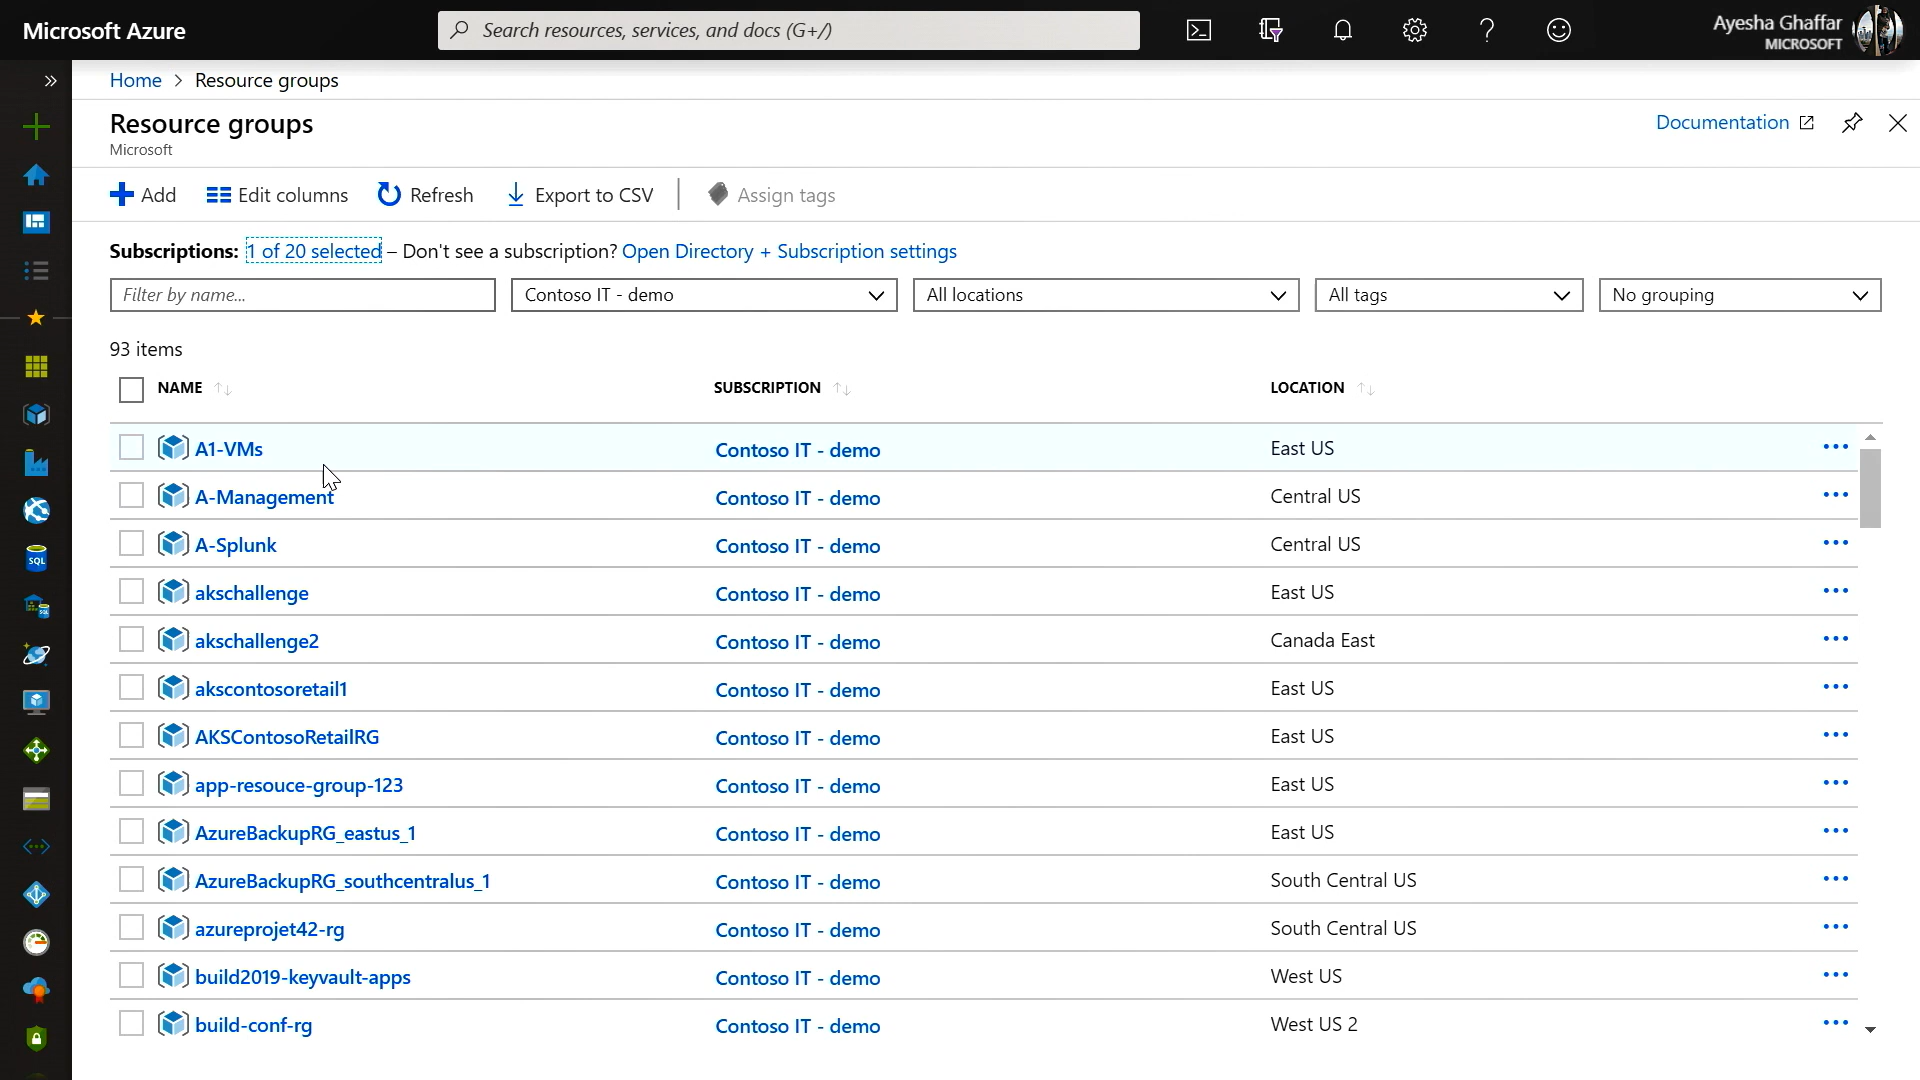 Microsoft Azure
Search resources, services, and docs (G+/)
Ayesha Ghaffar
MICROSOFT
Home > Resource groups
Resource groups
Microsoft
Documentation
Add
Edit columns
Refresh
Export to CSV
Assign tags
Subscriptions: 1 of 20 selected – Don't see a subscription? Open Directory + Subscription settings
Filter by name...
Contoso IT - demo
All locations
All tags
No grouping
93 items
NAME SUBSCRIPTION LOCATION
A1-VMs Contoso IT - demo East US
A-Management Contoso IT - demo Central US
A-Splunk Contoso IT - demo Central US
akschallenge Contoso IT - demo East US
akschallenge2 Contoso IT - demo Canada East
akscontosoretail1 Contoso IT - demo East US
AKSContosoRetailRG Contoso IT - demo East US
app-resouce-group-123 Contoso IT - demo East US
AzureBackupRG_eastus_1 Contoso IT - demo East US
AzureBackupRG_southcentralus_1 Contoso IT - demo South Central US
azureprojet42-rg Contoso IT - demo South Central US
build2019-keyvault-apps Contoso IT - demo West US
build-conf-rg Contoso IT - demo West US 2